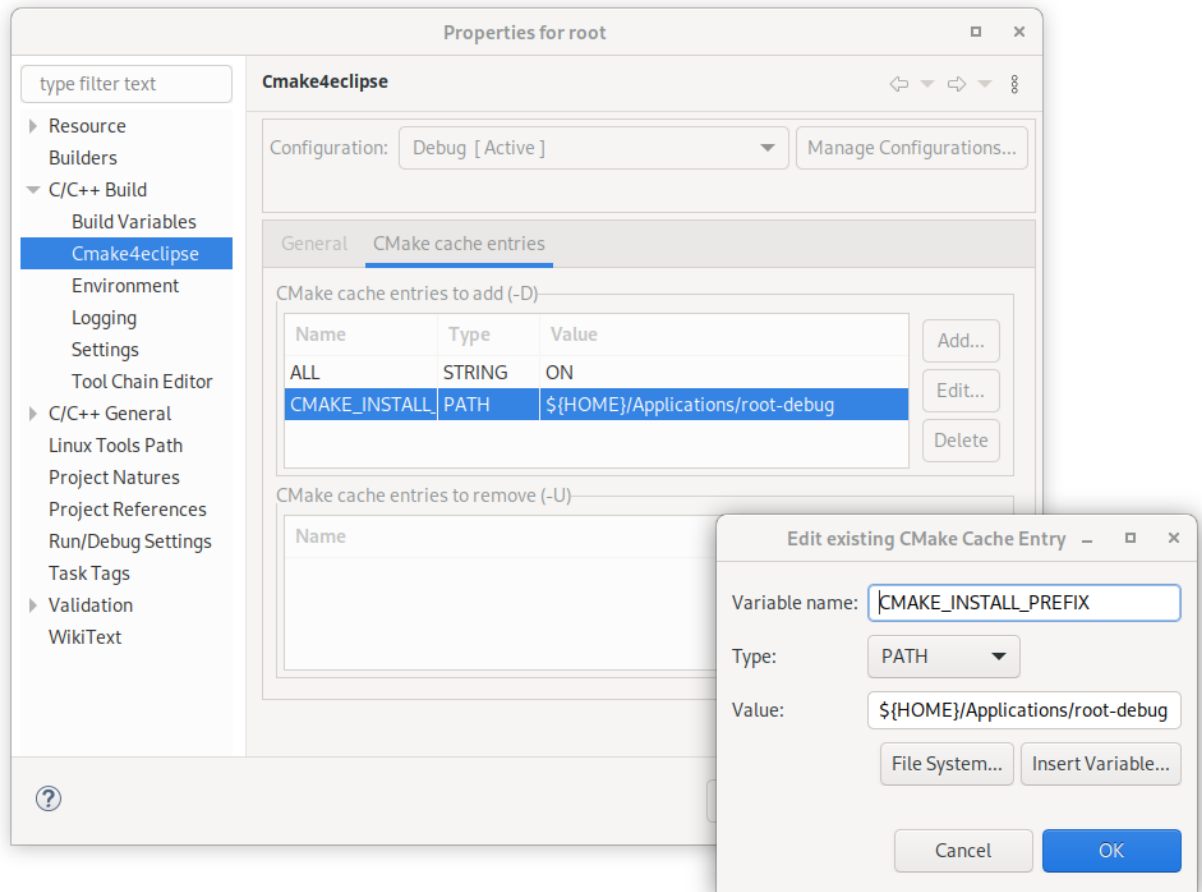 Properties for root
type filter text
Resource
Builders
C/C++ Build
Build Variables
Cmake4eclipse
Environment
Logging
Settings
Tool Chain Editor
C/C++ General
Linux Tools Path
Project Natures
Project References
Run/Debug Settings
Task Tags
Validation
WikiText
Cmake4eclipse
Configuration: Debug [ Active ] Manage Configurations...
General CMake cache entries
CMake cache entries to add (-D)
Name Type Value
ALL STRING ON
CMAKE_INSTALL_ PATH ${HOME}/Applications/root-debug
Add...
Edit...
Delete
CMake cache entries to remove (-U)
Name
Edit existing CMake Cache Entry
Variable name: CMAKE_INSTALL_PREFIX
Type: PATH
Value: ${HOME}/Applications/root-debug
File System... Insert Variable...
Cancel OK